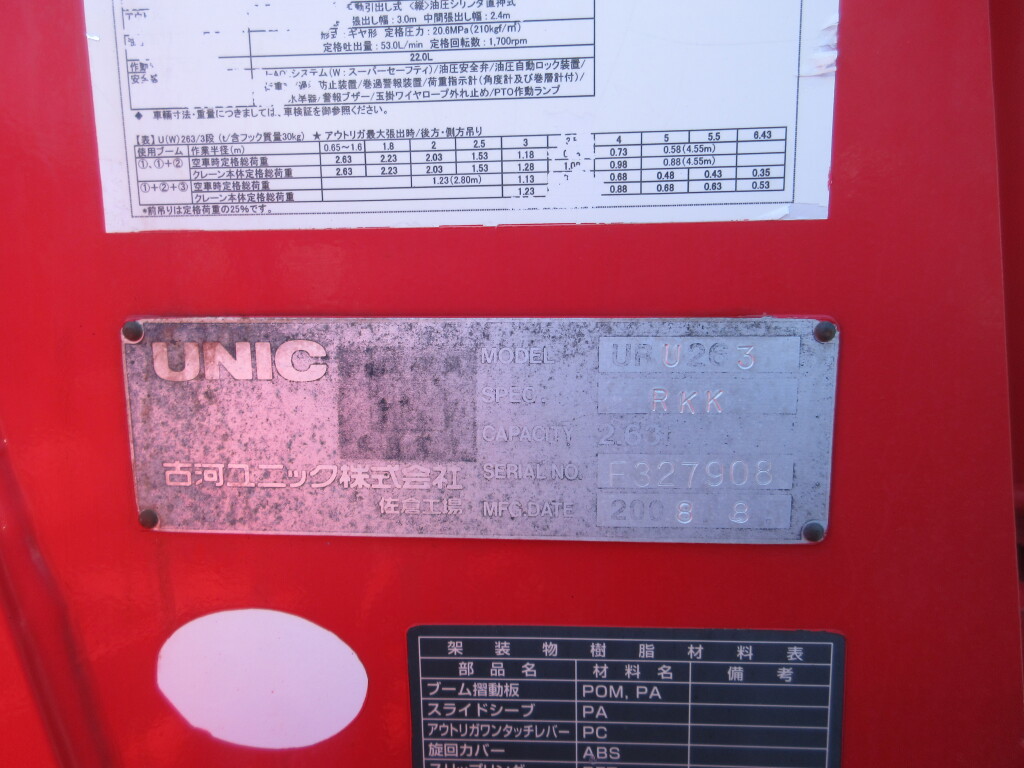 張出し幅：3.0m 中間張出し幅：2.4m
ギヤ形 定格圧力：20.6MPa(210kgf/㎠)
定格吐出量：53.0L/min 定格回転数：1,700rpm
22.0L
システム(W：スーパーセーフティ)/油圧安全弁/油圧自動ロック装置/
防止装置/巻過警報装置/荷重指示計(角度計及び巻層計付)/
水準器/警報ブザー/玉掛ワイヤロープ外れ止め/PTO作動ランプ
◆ 車輌寸法・重量につきましては、車検証を御参照ください。
【表】U(W)263/3段 (t/含フック質量30kg) ★ アウトリガ最大張出時/後方・側方吊り
使用ブーム 作業半径(m) 0.65～1.6 1.8 2 2.5 3 4 5 5.5 6.43
①、①+② 空車時定格総荷重 2.63 2.23 2.03 1.53 1.18 0.73 0.58(4.55m)
クレーン本体定格総荷重 2.63 2.23 2.03 1.53 1.28 0.98 0.88(4.55m)
①+②+③ 空車時定格総荷重 1.23(2.80m) 1.13 0.68 0.48 0.43 0.35
クレーン本体定格総荷重 1.23 0.88 0.68 0.63 0.53
*前吊りは定格荷重の25%です。
UNIC
MODEL
SPEC. RKK
CAPACITY 2.63
古河ユニック株式会社 SERIAL NO. F327908
佐倉工場 MFG.DATE 2008 8
架装物樹脂材料表
部品名 材料名 備考
ブーム摺動板 POM, PA
スライドシーブ PA
アウトリガワンタッチレバー PC
旋回カバー ABS